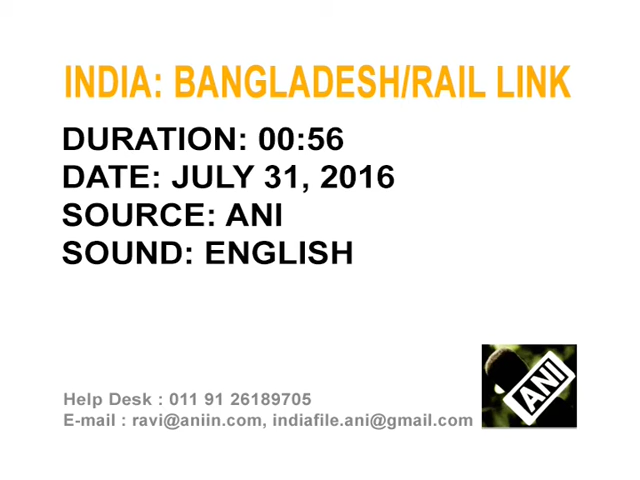 INDIA: BANGLADESH/RAIL LINK
DURATION: 00:56
DATE: JULY 31, 2016
SOURCE: ANI
SOUND: ENGLISH
Help Desk : 011 91 26189705
E-mail : ravi@aniin.com, indiafile.ani@gmail.com
ANI